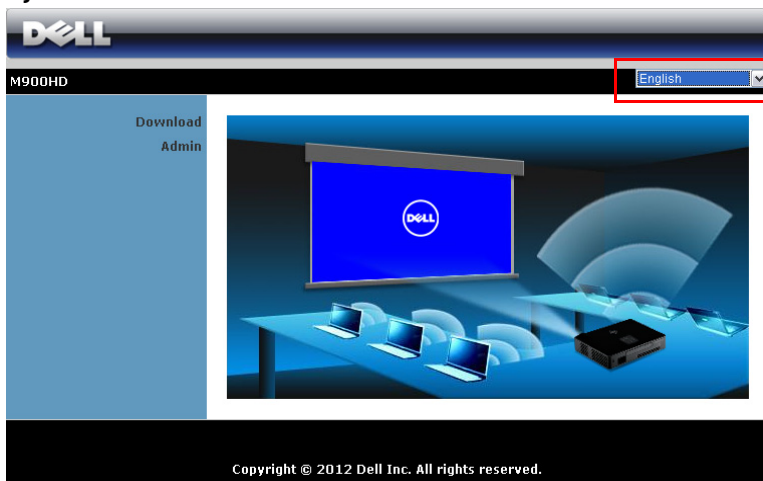 DELL
M900HD
English
Download
Admin
DELL
Copyright © 2012 Dell Inc. All rights reserved.